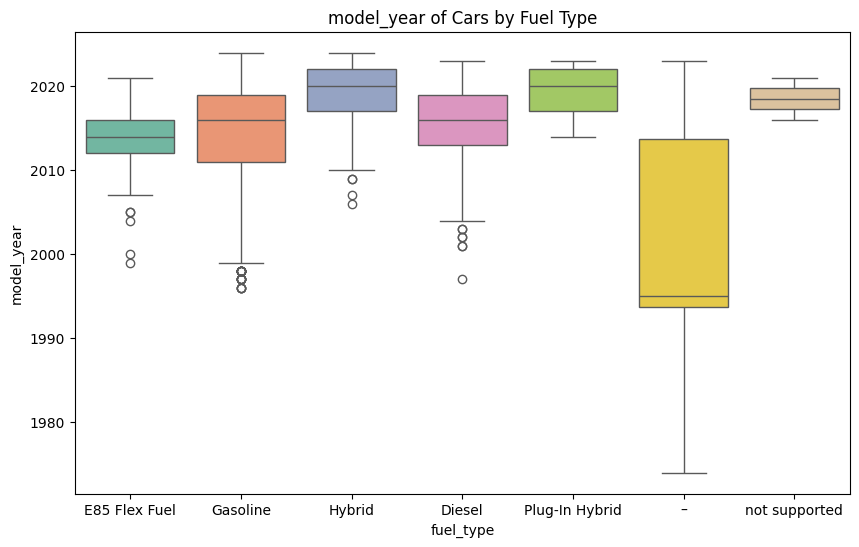 model_year of Cars by Fuel Type
model_year
2020
2010
2000
1990
1980
E85 Flex Fuel
Gasoline
Hybrid
Diesel
Plug-In Hybrid
–
not supported
fuel_type